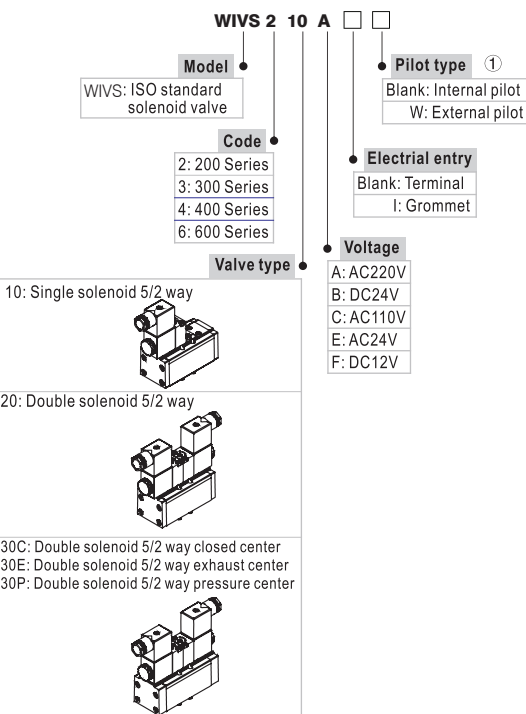 WIVS 2 10 A □ □
Model
WIVS: ISO standard
solenoid valve
Code
2: 200 Series
3: 300 Series
4: 400 Series
6: 600 Series
Valve type
10: Single solenoid 5/2 way
20: Double solenoid 5/2 way
30C: Double solenoid 5/2 way closed center
30E: Double solenoid 5/2 way exhaust center
30P: Double solenoid 5/2 way pressure center
Pilot type ①
Blank: Internal pilot
W: External pilot
Electrial entry
Blank: Terminal
I: Grommet
Voltage
A: AC220V
B: DC24V
C: AC110V
E: AC24V
F: DC12V